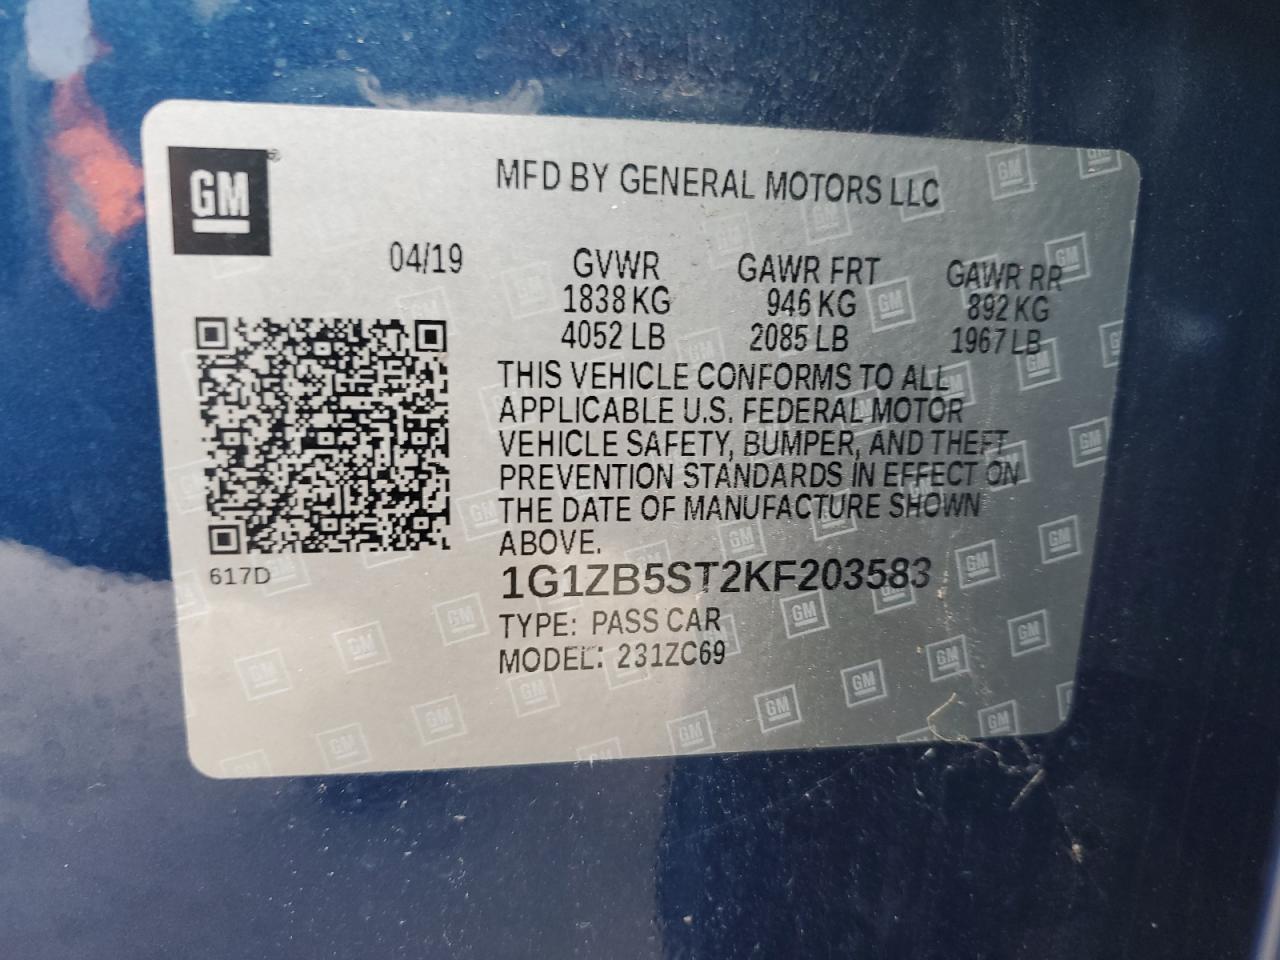 GM
MFD BY GENERAL MOTORS LLC
04/19
GVWR GAWR FRT GAWR RR
1838 KG 946 KG 892 KG
4052 LB 2085 LB 1967 LB
THIS VEHICLE CONFORMS TO ALL
APPLICABLE U.S. FEDERAL MOTOR
VEHICLE SAFETY, BUMPER, AND THEFT
PREVENTION STANDARDS IN EFFECT ON
THE DATE OF MANUFACTURE SHOWN
ABOVE.
617D
1G1ZB5ST2KF203583
TYPE: PASS CAR
MODEL: 231ZC69